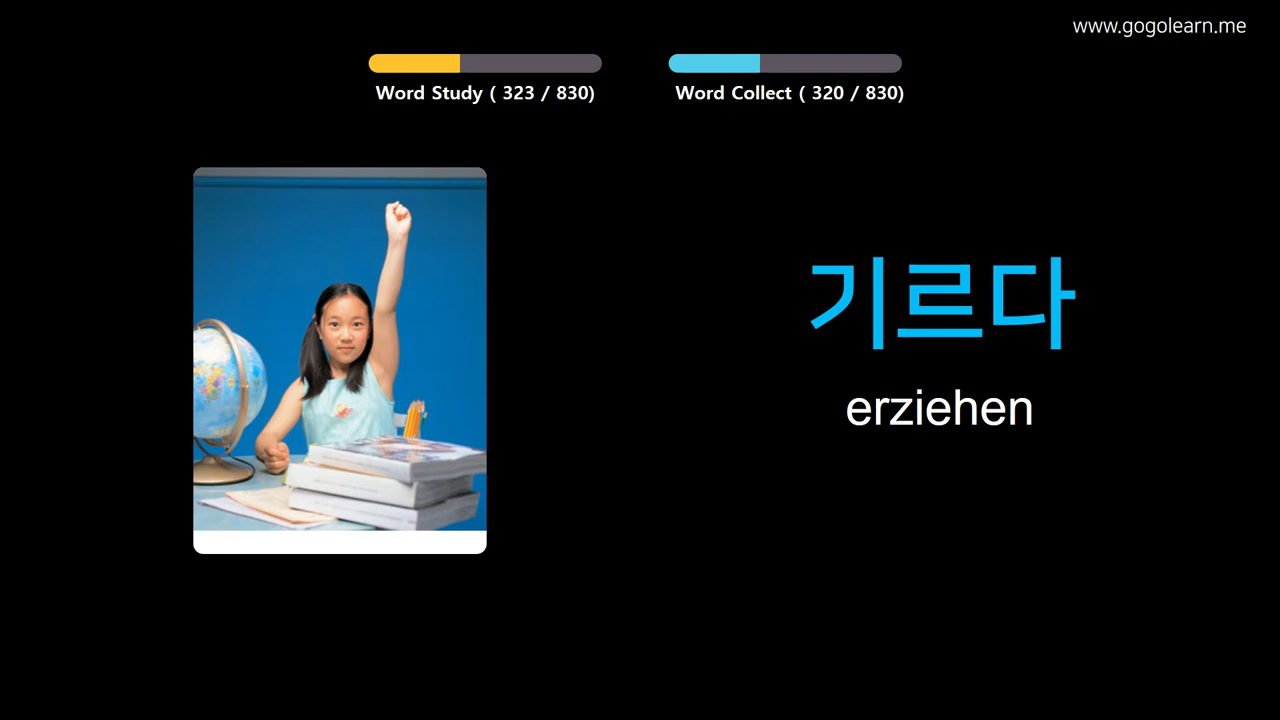 www.gogolearn.me
Word Study ( 323 / 830)
Word Collect ( 320 / 830)
기르다
erziehen